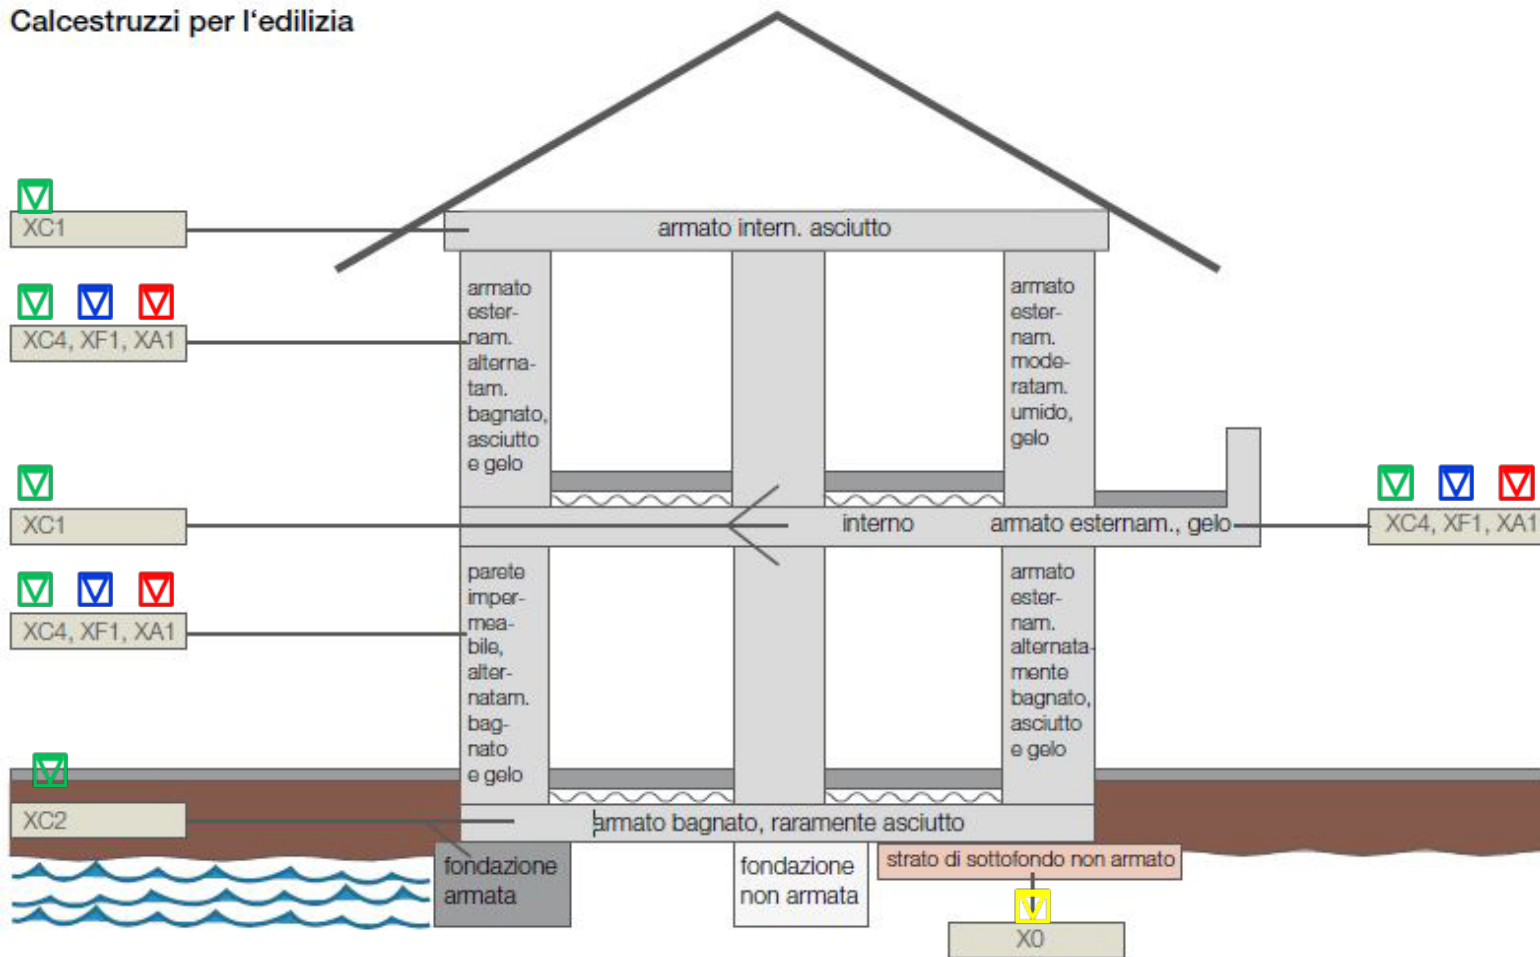 Calcestruzzi per l'edilizia
XC1
armato intern. asciutto
XC4, XF1, XA1
armato
ester-
nam.
alterna-
tam.
bagnato,
asciutto
e gelo
armato
ester-
nam.
mode-
ratam.
umido,
gelo
XC1
interno
armato esternam., gelo
XC4, XF1, XA1
XC4, XF1, XA1
parete
imper-
mea-
bile,
alter-
natam.
bag-
nato
e gelo
armato
ester-
nam.
alternata-
mente
bagnato,
asciutto
e gelo
XC2
armato bagnato, raramente asciutto
fondazione
armata
fondazione
non armata
strato di sottofondo non armato
X0